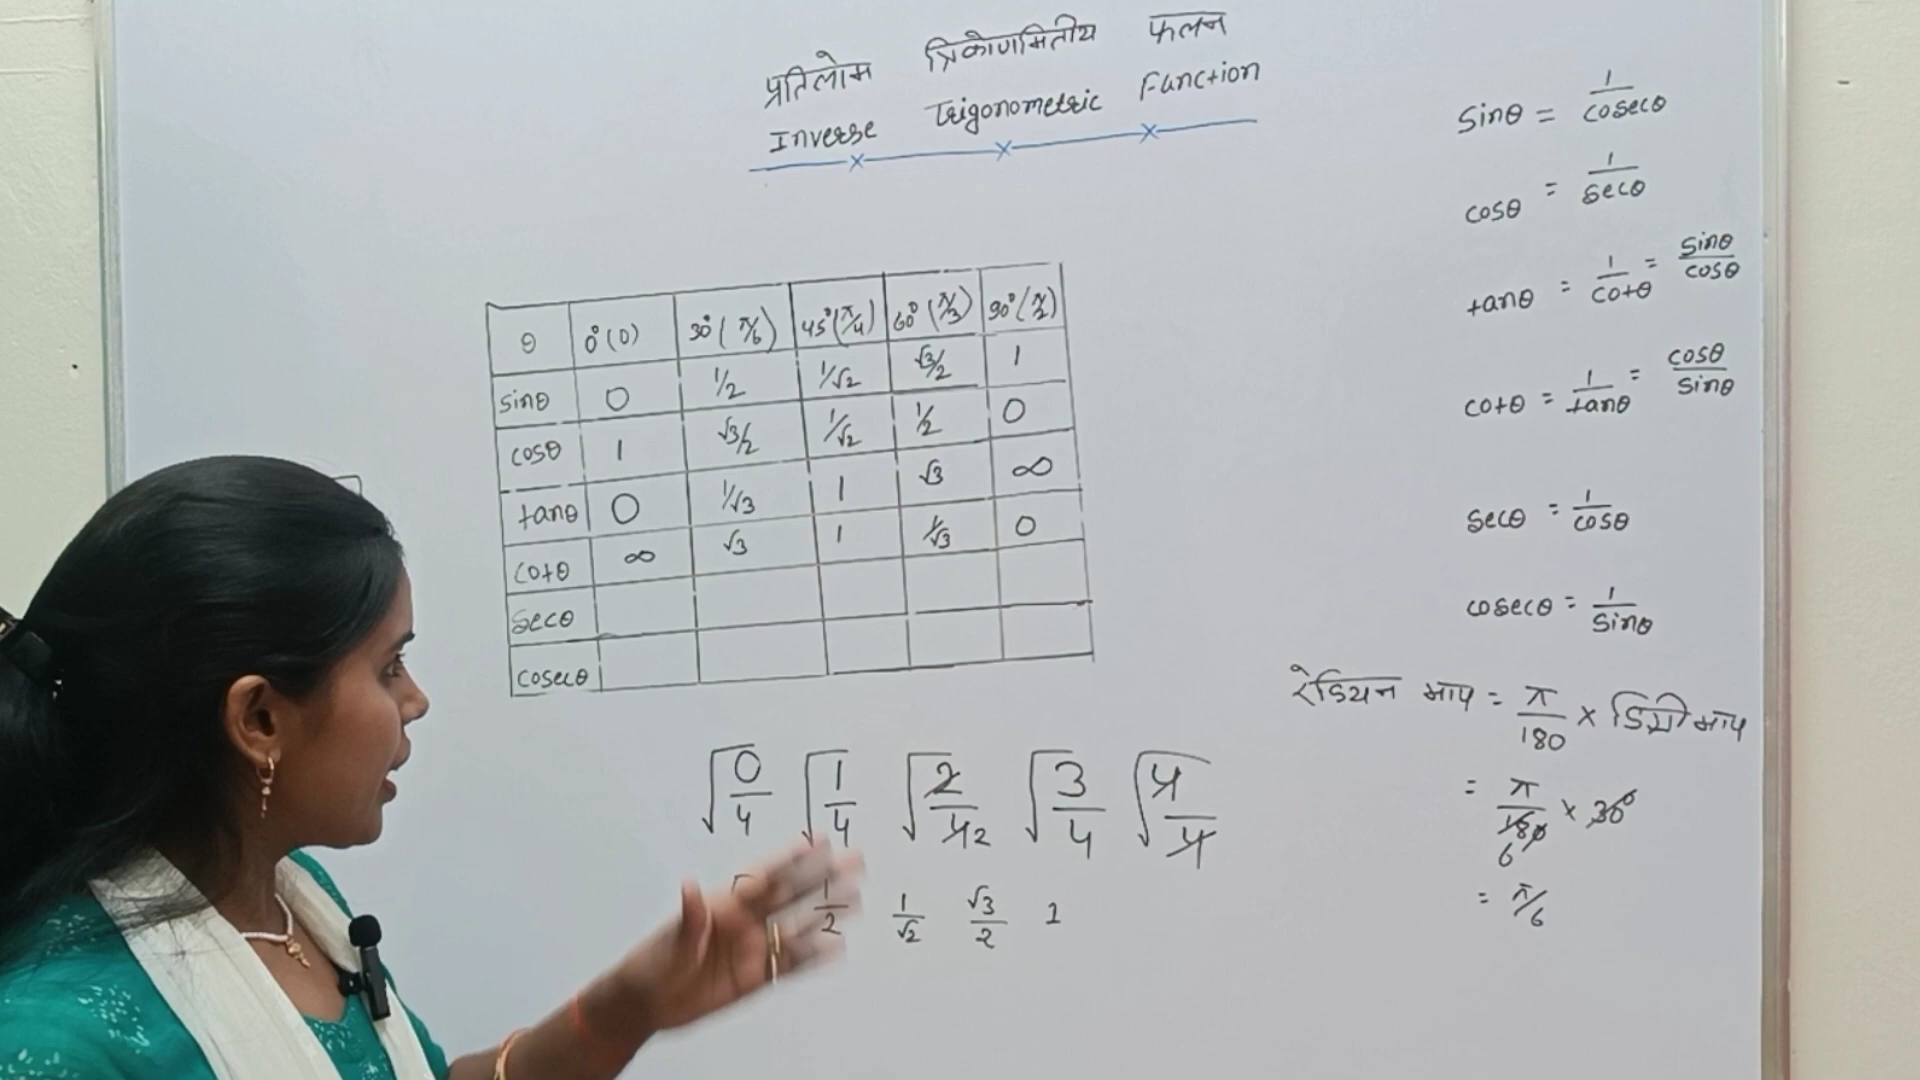 प्रतिलोम त्रिकोणमितीय फलन
Inverse Trigonometric Function
θ 0°(0) 30°(π/6) 45°(π/4) 60°(π/3) 90°(π/2)
sinθ 0 1/2 1/√2 √3/2 1
cosθ 1 √3/2 1/√2 1/2 0
tanθ 0 1/√3 1 √3 ∞
cotθ ∞ √3 1 1/√3 0
secθ
cosecθ
√0/4 √1/4 √2/4 2 √3/4 √4/4
1/2 1/√2 √3/2 1
sinθ = 1/cosecθ
cosθ = 1/secθ
tanθ = 1/cotθ = sinθ/cosθ
cotθ = 1/tanθ = cosθ/sinθ
secθ = 1/cosθ
cosecθ = 1/sinθ
रेडियन माप = π/180 × डिग्री माप
= π/180 × 30°
6
= π/6